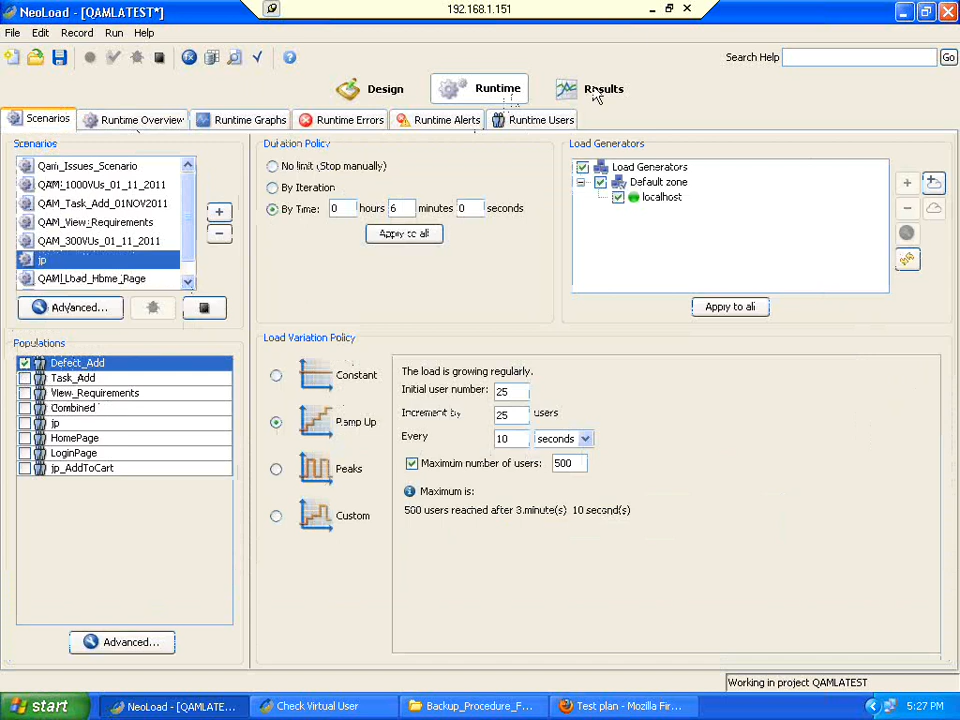 NeoLoad - [QAMLATEST*]
192.168.1.151
File Edit Record Run Help
Search Help
Go
Design
Runtime
Results
Scenarios
Runtime Overview
Runtime Graphs
Runtime Errors
Runtime Alerts
Runtime Users
Scenarios
Qam_Issues_Scenario
QAM_1000VUs_01_11_2011
QAM_Task_Add_01NOV2011
QAM_View_Requirements
QAM_300VUs_01_11_2011
jp
QAM_Load_Home_Page
Advanced...
Populations
Defect_Add
Task_Add
View_Requirements
Combined
jp
HomePage
LoginPage
jp_AddToCart
Advanced...
Duration Policy
No limit (Stop manually)
By Iteration
By Time: 0 hours 6 minutes 0 seconds
Apply to all
Load Generators
Load Generators
Default zone
localhost
Apply to all
Load Variation Policy
Constant
Ramp Up
Peaks
Custom
The load is growing regularly.
Initial user number: 25
Increment by 25 users
Every 10 seconds
Maximum number of users: 500
Maximum is:
500 users reached after 3 minute(s) 10 second(s)
Working in project QAMLATEST
start
NeoLoad - [QAMLATE...
Check Virtual User
Backup_Procedure_F...
Test plan - Mozilla Fir...
5:27 PM